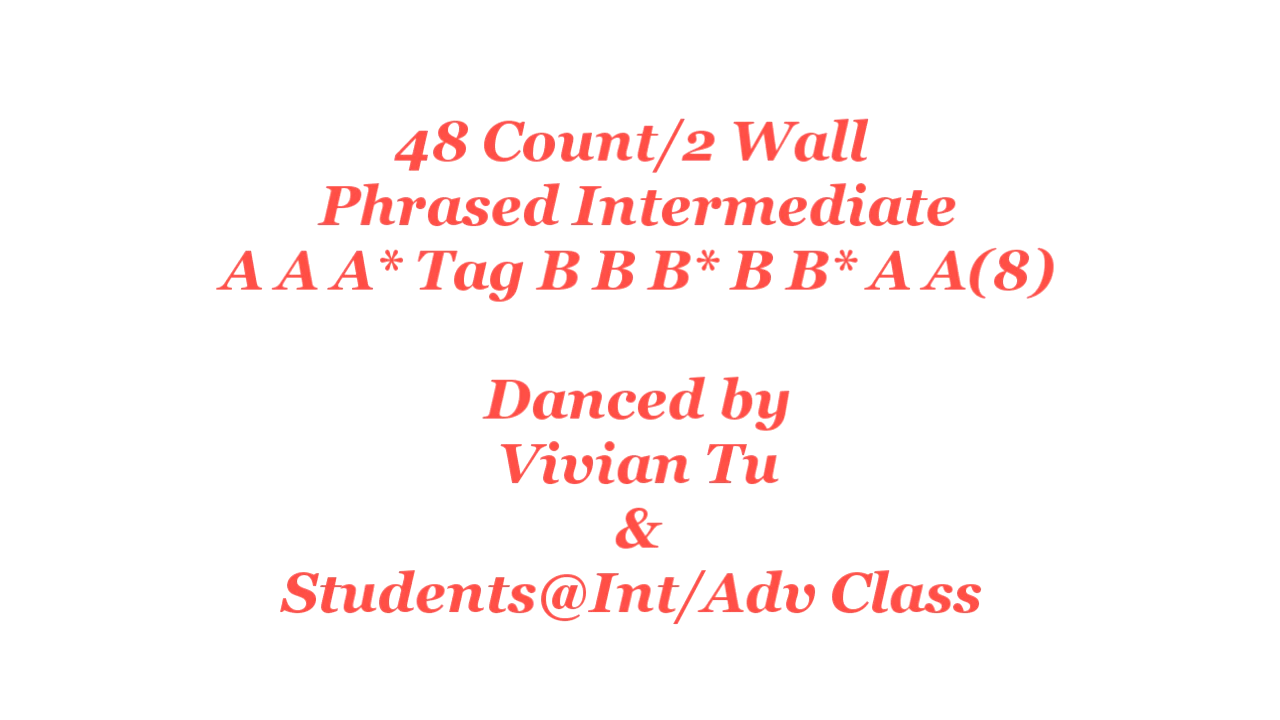 48 Count/2 Wall
Phrased Intermediate
A A A* Tag B B B* B B* A A(8)
Danced by
Vivian Tu
&
Students@Int/Adv Class